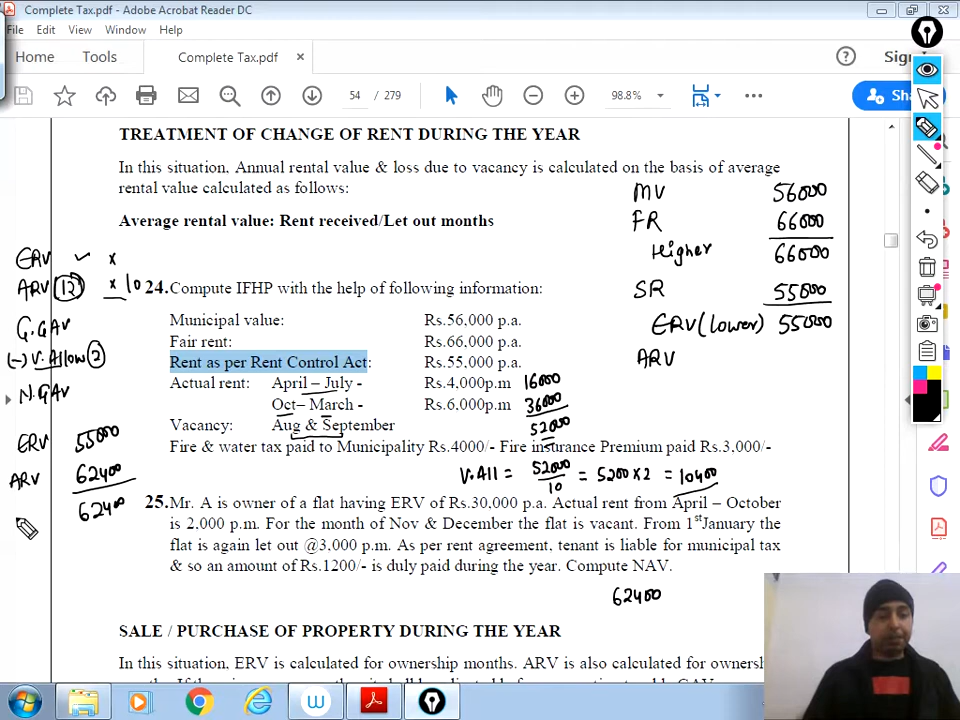 Complete Tax.pdf - Adobe Acrobat Reader DC
File Edit View Window Help
Home Tools Complete Tax.pdf × Sign
54 / 279 98.8% Sha
TREATMENT OF CHANGE OF RENT DURING THE YEAR
In this situation, Annual rental value & loss due to vacancy is calculated on the basis of average
rental value calculated as follows:
Average rental value: Rent received/Let out months
MV 56000
FR 66000
Higher 66000
SR 55000
ERV (lower) 55000
ARV
ERV ✓ x
ARV 12 x 10
G.GAV
(-) V.Allow 2
N.GAV
ERV 55000
ARV 62400
62400
24. Compute IFHP with the help of following information:
Municipal value: Rs.56,000 p.a.
Fair rent: Rs.66,000 p.a.
Rent as per Rent Control Act: Rs.55,000 p.a.
Actual rent: April – July - Rs.4,000p.m 16000
Oct– March - Rs.6,000p.m 36000
Vacancy: Aug & September 52000
Fire & water tax paid to Municipality Rs.4000/- Fire insurance Premium paid Rs.3,000/-
V.All = 52000/10 = 5200 x 2 = 10400
25. Mr. A is owner of a flat having ERV of Rs.30,000 p.a. Actual rent from April – October
is 2,000 p.m. For the month of Nov & December the flat is vacant. From 1st January the
flat is again let out @3,000 p.m. As per rent agreement, tenant is liable for municipal tax
& so an amount of Rs.1200/- is duly paid during the year. Compute NAV.
62400
SALE / PURCHASE OF PROPERTY DURING THE YEAR
In this situation, ERV is calculated for ownership months. ARV is also calculated for ownersh